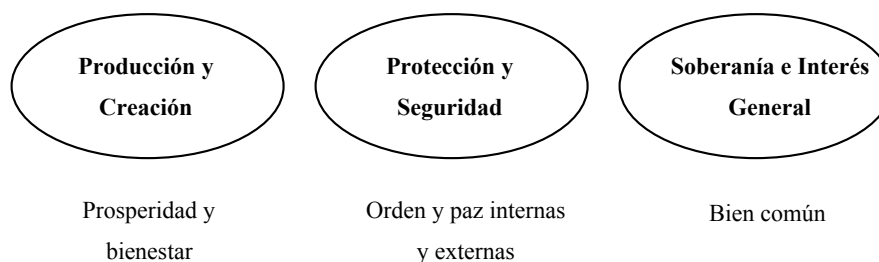 Producción y
Creación
Protección y
Seguridad
Soberanía e Interés
General
Prosperidad y
bienestar
Orden y paz internas
y externas
Bien común